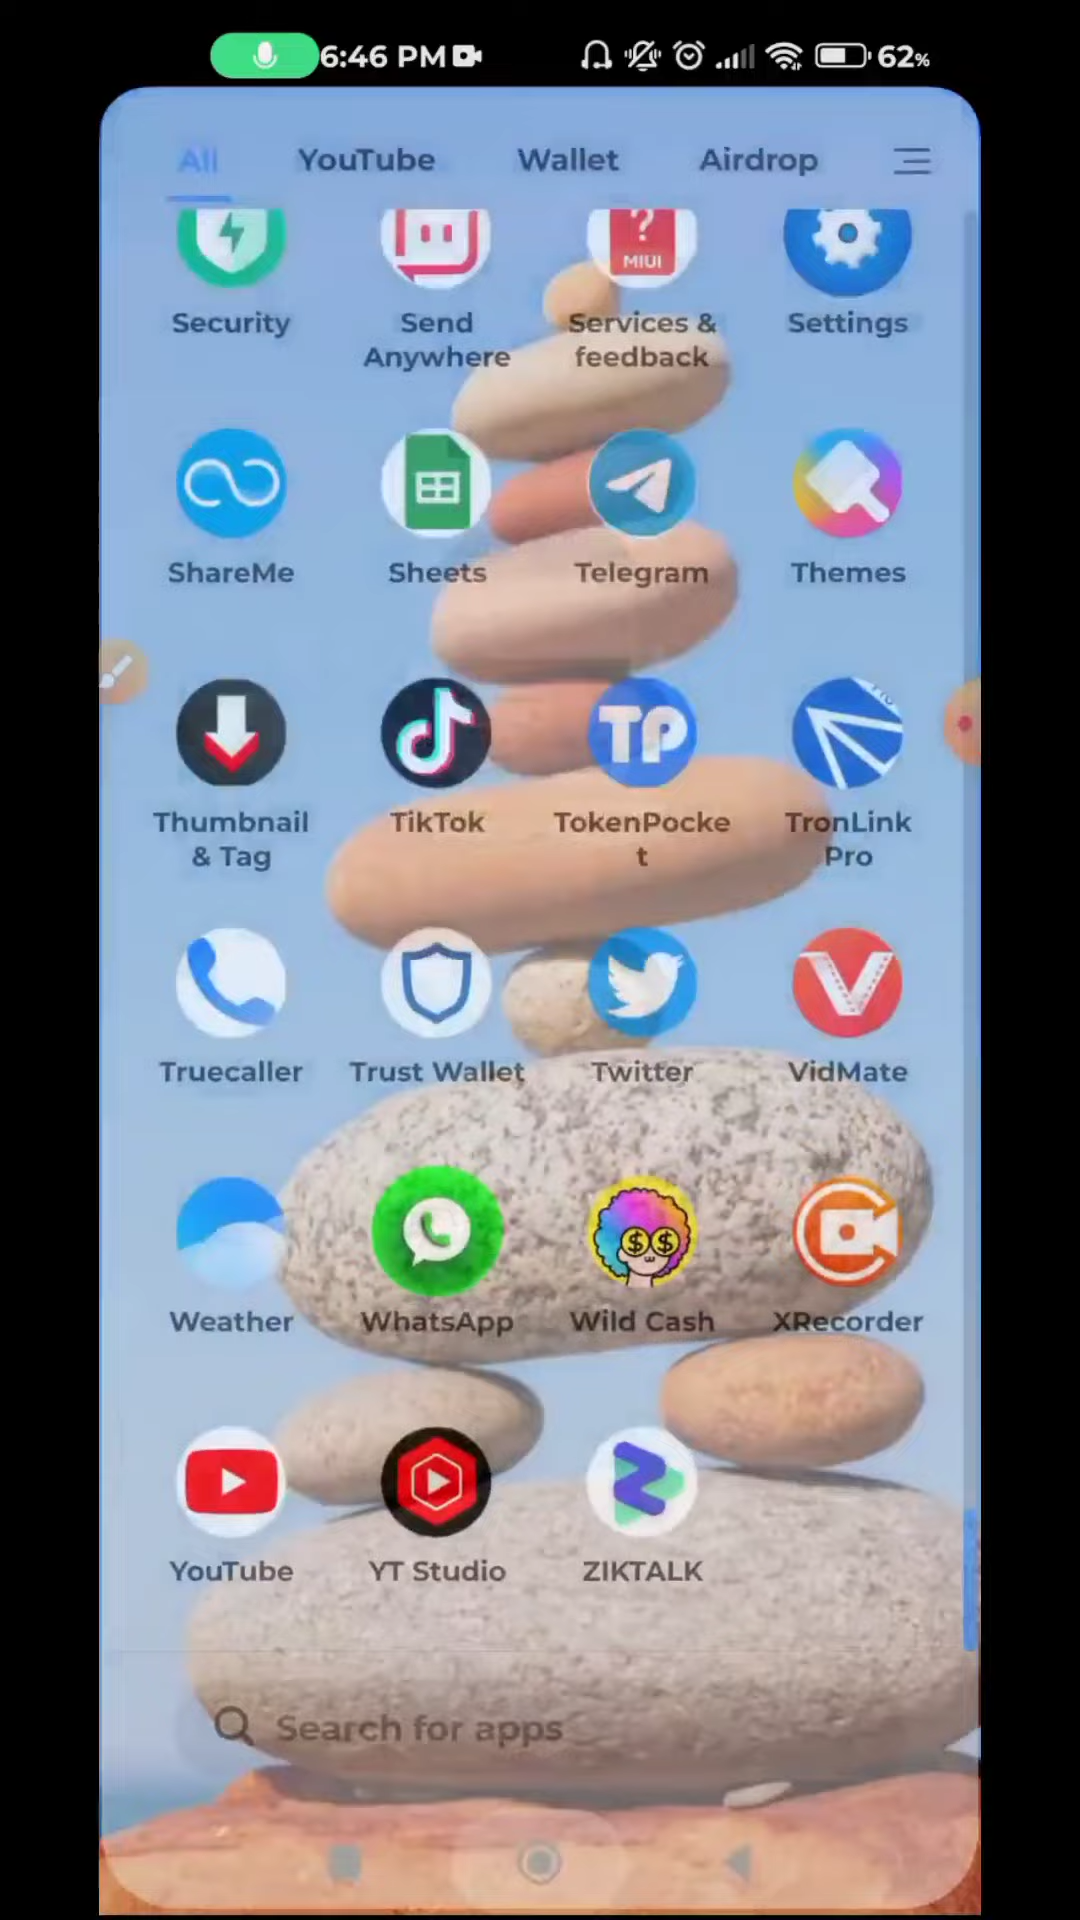 6:46 PM 62%
All YouTube Wallet Airdrop
? MIUI
Security Send Anywhere Services & feedback Settings
ShareMe Sheets Telegram Themes
TP
Thumbnail & Tag TikTok TokenPocket TronLink Pro
Truecaller Trust Wallet Twitter VidMate
$ $
Weather WhatsApp Wild Cash XRecorder
YouTube YT Studio ZIKTALK
Search for apps